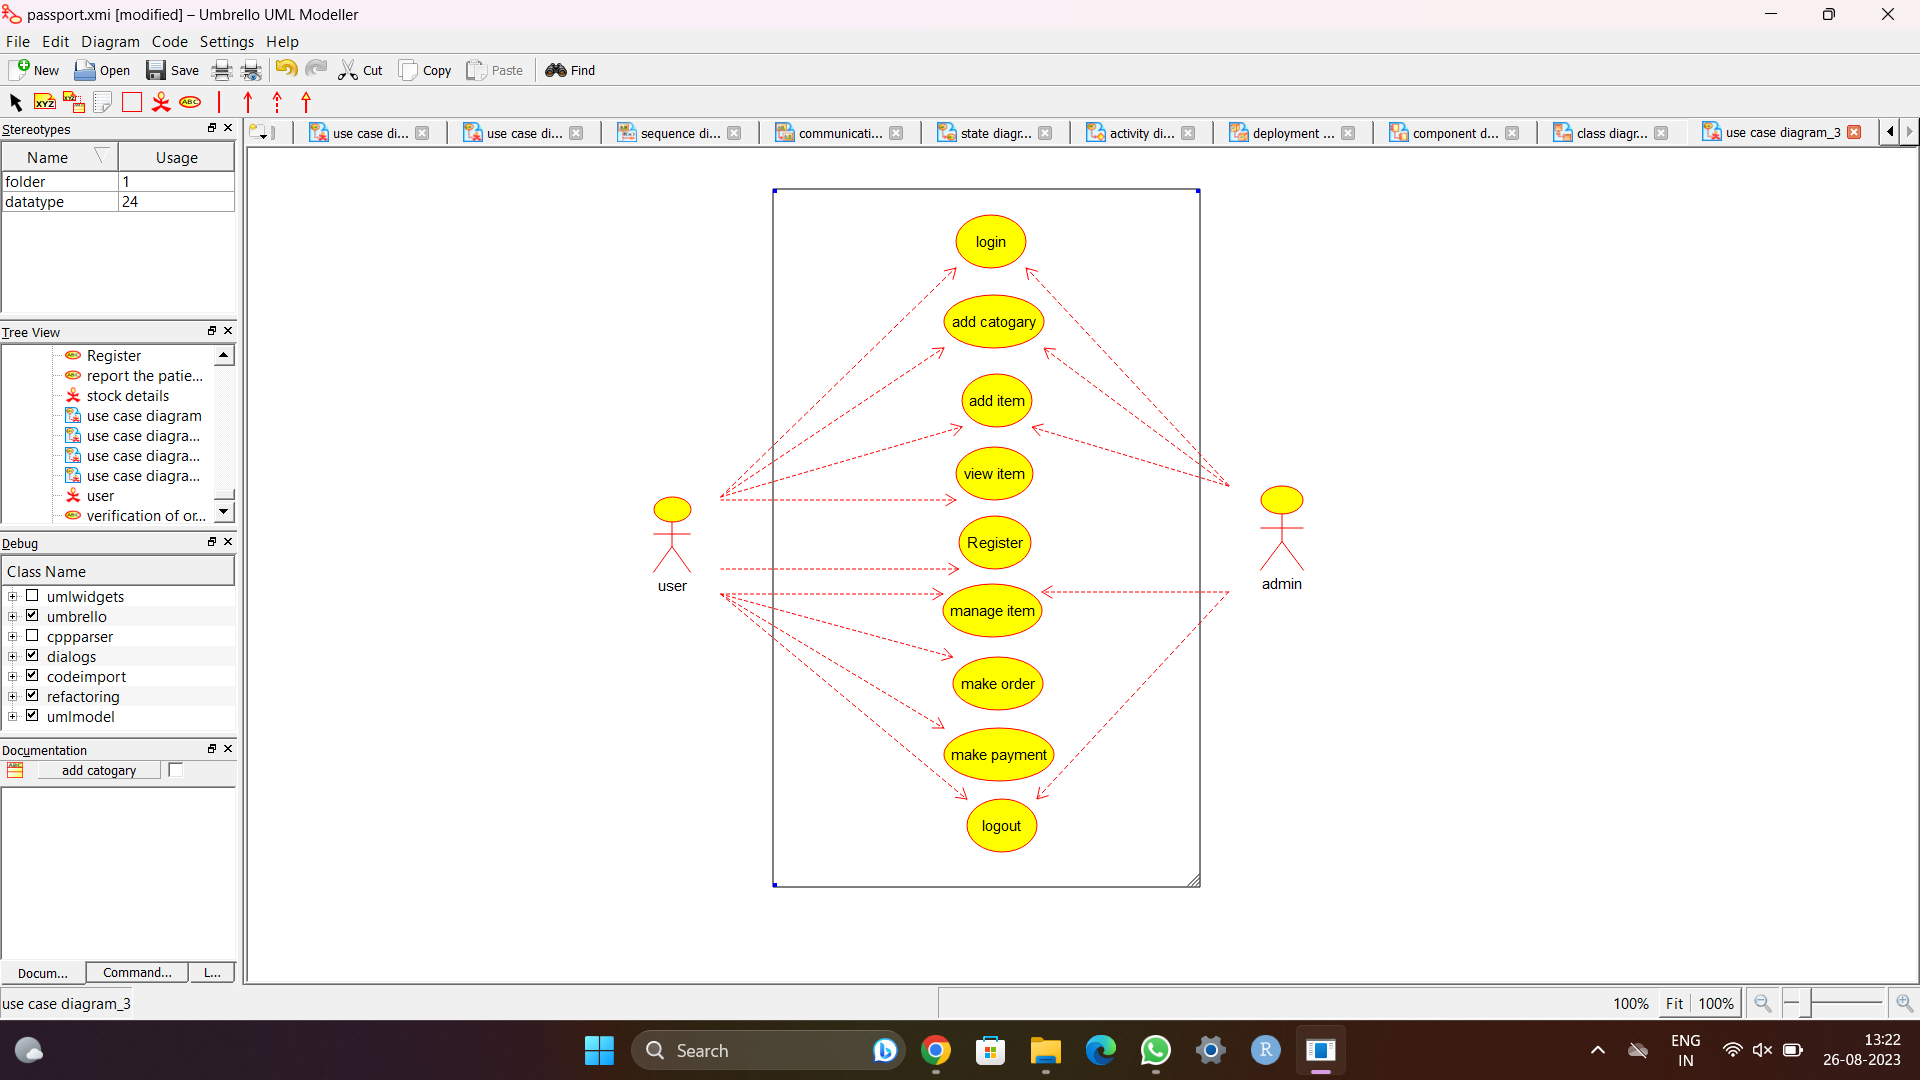 passport.xmi [modified] – Umbrello UML Modeller
File Edit Diagram Code Settings Help
New Open Save Cut Copy Paste Find
XYZ XYZ ABC
Stereotypes
Name Usage
folder 1
datatype 24
Tree View
Register
report the patie...
stock details
use case diagram
use case diagra...
use case diagra...
use case diagra...
user
verification of or...
Debug
Class Name
umlwidgets
umbrello
cppparser
dialogs
codeimport
refactoring
umlmodel
Documentation
add catogary
Docum... Command... L...
use case di... use case di... sequence di... communicati... state diagr... activity di... deployment ... component d... class diagr... use case diagram_3
login
add catogary
add item
view item
Register
manage item
make order
make payment
logout
user
admin
use case diagram_3
100% Fit 100%
Search
R
ENG
IN
13:22
26-08-2023